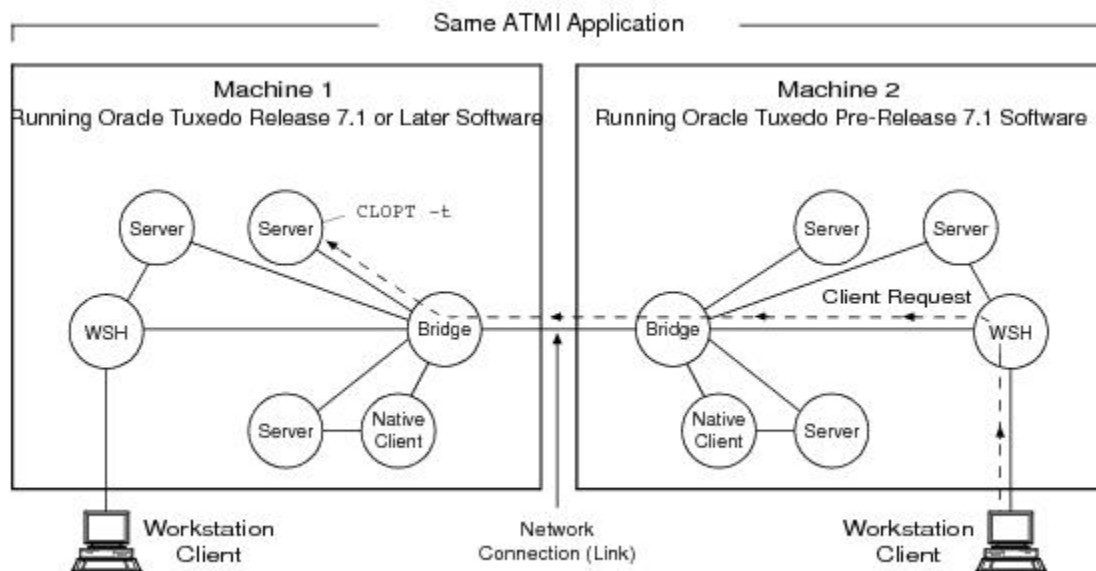 Same ATMI Application
Machine 1
Running Oracle Tuxedo Release 7.1 or Later Software
Machine 2
Running Oracle Tuxedo Pre-Release 7.1 Software
Server
Server
CLOPT -t
Server
Server
Client Request
WSH
Bridge
Bridge
WSH
Server
Native
Client
Native
Client
Server
Workstation
Client
Network
Connection (Link)
Workstation
Client